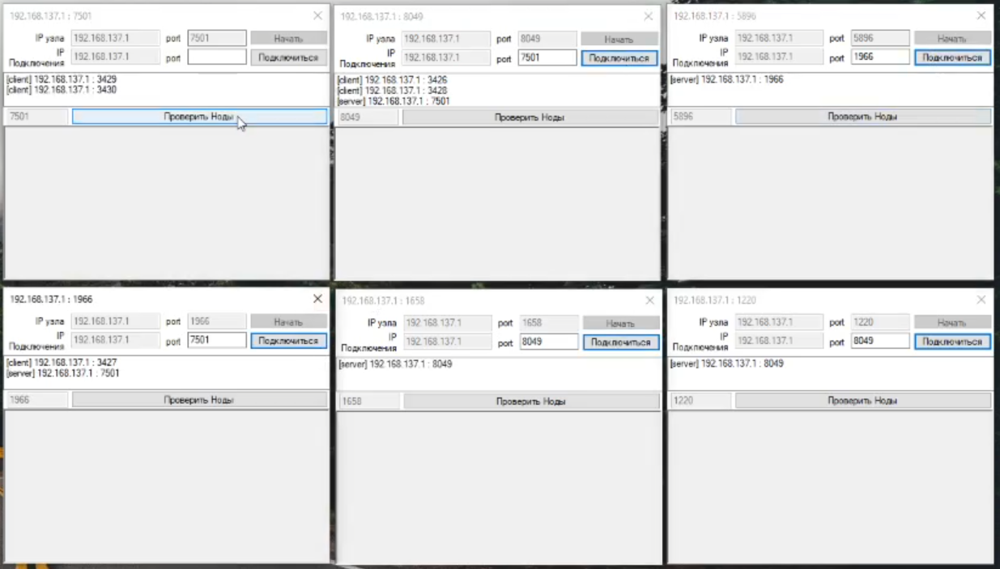 192.168.137.1 : 7501
IP узла 192.168.137.1 port 7501 Начать
IP Подключения 192.168.137.1 port Подключиться
[client] 192.168.137.1 : 3429
[client] 192.168.137.1 : 3430
7501 Проверить Ноды
192.168.137.1 : 8049
IP узла 192.168.137.1 port 8049 Начать
IP Подключения 192.168.137.1 port 7501 Подключиться
[client] 192.168.137.1 : 3426
[client] 192.168.137.1 : 3428
[server] 192.168.137.1 : 7501
8049 Проверить Ноды
192.168.137.1 : 5896
IP узла 192.168.137.1 port 5896 Начать
IP Подключения 192.168.137.1 port 1966 Подключиться
[server] 192.168.137.1 : 1966
5896 Проверить Ноды
192.168.137.1 : 1966
IP узла 192.168.137.1 port 1966 Начать
IP Подключения 192.168.137.1 port 7501 Подключиться
[client] 192.168.137.1 : 3427
[server] 192.168.137.1 : 7501
1966 Проверить Ноды
192.168.137.1 : 1658
IP узла 192.168.137.1 port 1658 Начать
IP Подключения 192.168.137.1 port 8049 Подключиться
[server] 192.168.137.1 : 8049
1658 Проверить Ноды
192.168.137.1 : 1220
IP узла 192.168.137.1 port 1220 Начать
IP Подключения 192.168.137.1 port 8049 Подключиться
[server] 192.168.137.1 : 8049
1220 Проверить Ноды